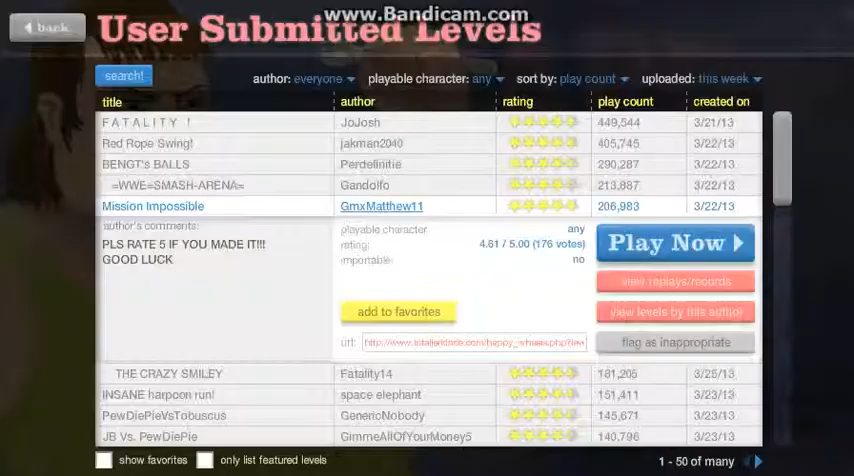 www.Bandicam.com
back
User Submitted Levels
search!
author: everyone playable character: any sort by: play count uploaded: this week
title author rating play count created on
F A T A L I T Y ! JoJosh 449,544 3/21/13
Red Rope Swing! jakman2040 405,745 3/22/13
BENGT's BALLS Perdelinitie 290,287 3/22/13
=WWE=SMASH-ARENA= Gandolfo 213,887 3/22/13
Mission Impossible GmxMatthew11 206,983 3/22/13
author's comments:
PLS RATE 5 IF YOU MADE IT!!!
GOOD LUCK
playable character any
rating: 4.61 / 5.00 (176 votes)
importable: no
Play Now
view replays/records
add to favorites
view levels by this author
url:
flag as inappropriate
THE CRAZY SMILEY Fatality14 181,205 3/25/13
INSANE harpoon run! space elephant 151,411 3/23/13
PewDiePieVsTobuscus GenericNobody 145,671 3/23/13
JB Vs. PewDiePie GimmeAllOfYourMoney5 140,796 3/23/13
show favorites only list featured levels 1 - 50 of many